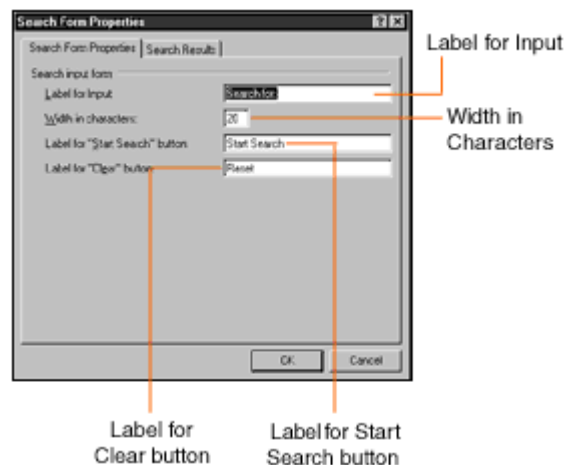 Search Form Properties
Search Form Properties Search Results
Search input form
Label for Input: Search for:
Width in characters: 20
Label for "Start Search" button: Start Search
Label for "Clear" button: Reset
OK Cancel
Label for Input
Width in
Characters
Label for
Clear button
Label for Start
Search button